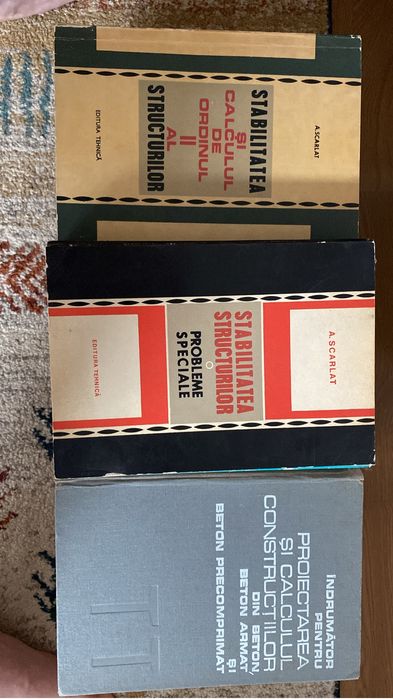 A. SCARLAT
STABILITATEA
ȘI
CALCULUL
DE
ORDINUL
II
AL
STRUCTURILOR
EDITURA TEHNICĂ
A. SCARLAT
STABILITATEA
STRUCTURILOR
PROBLEME
SPECIALE
EDITURA TEHNICĂ
ÎNDRUMĂTOR
PENTRU
PROIECTAREA
ȘI CALCULUL
CONSTRUCȚIILOR
DIN BETON,
BETON ARMAT
ȘI
BETON PRECOMPRIMAT